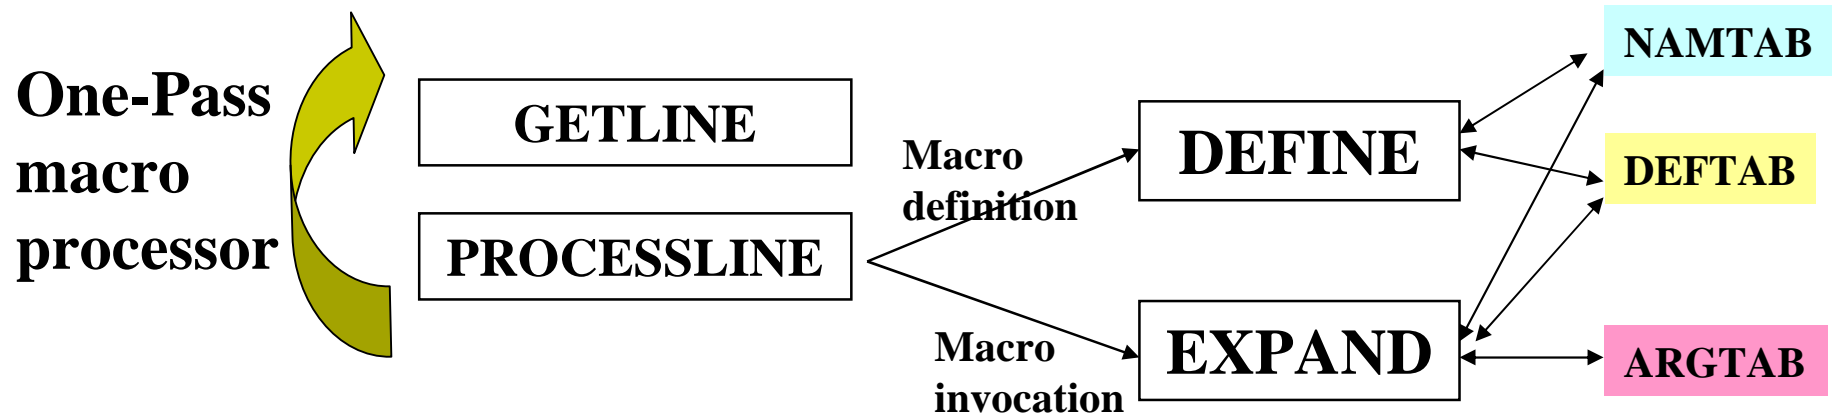 One-Pass
macro
processor
GETLINE
PROCESSLINE
Macro
definition
Macro
invocation
DEFINE
EXPAND
NAMTAB
DEFTAB
ARGTAB